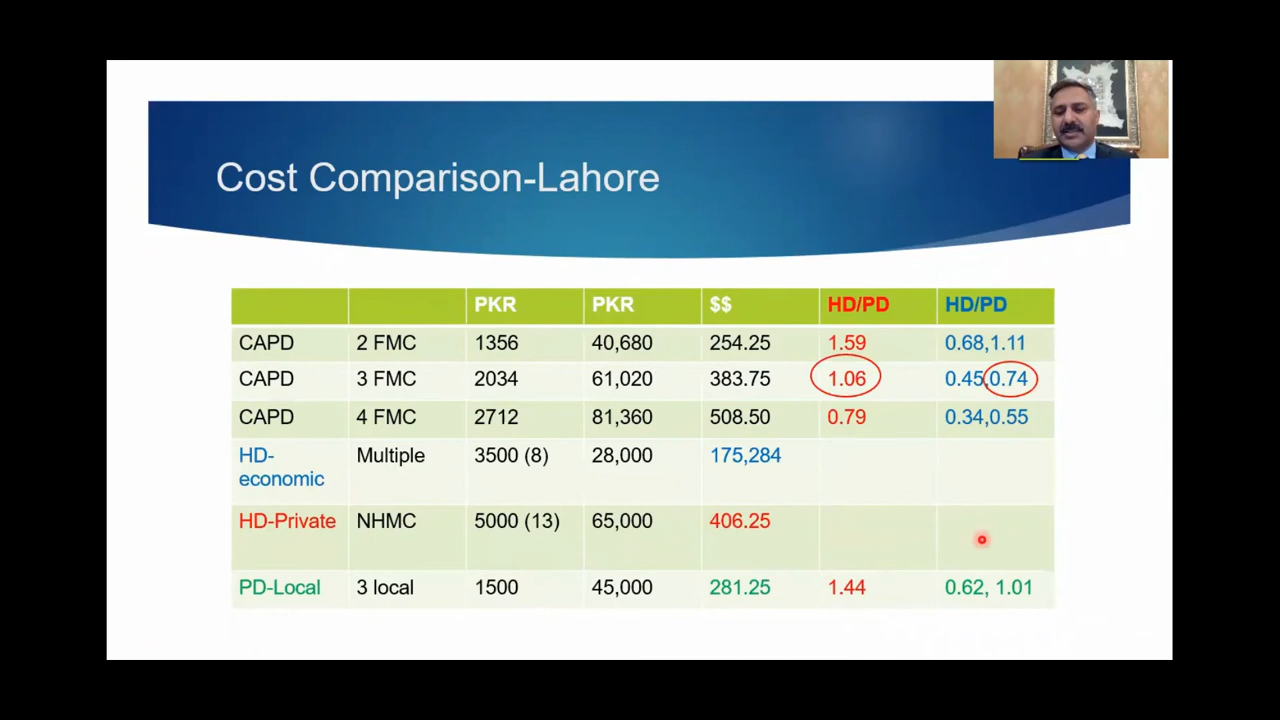 Cost Comparison-Lahore
PKR PKR $$ HD/PD HD/PD
CAPD 2 FMC 1356 40,680 254.25 1.59 0.68,1.11
CAPD 3 FMC 2034 61,020 383.75 1.06 0.45,0.74
CAPD 4 FMC 2712 81,360 508.50 0.79 0.34,0.55
HD- Multiple 3500 (8) 28,000 175,284
economic
HD-Private NHMC 5000 (13) 65,000 406.25
PD-Local 3 local 1500 45,000 281.25 1.44 0.62, 1.01